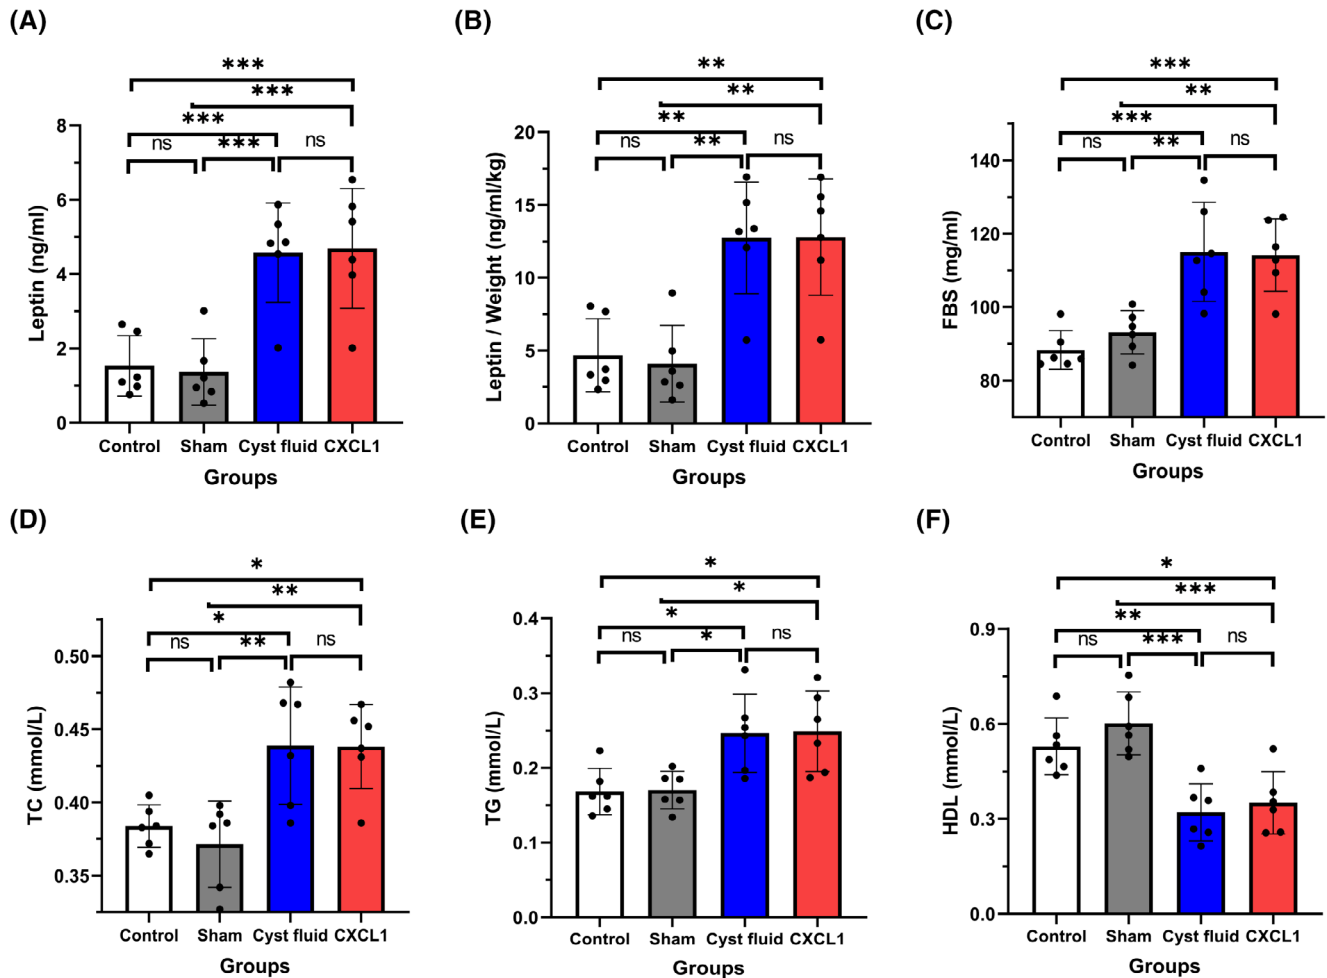 (A)
***
***
***
ns
***
ns
Leptin (ng/ml)
8
6
4
2
0
Control Sham Cyst fluid CXCL1
Groups
(B)
**
**
**
ns
**
ns
Leptin / Weight (ng/ml/kg)
20
15
10
5
0
Control Sham Cyst fluid CXCL1
Groups
(C)
***
**
***
ns
**
ns
FBS (mg/ml)
140
120
100
80
Control Sham Cyst fluid CXCL1
Groups
(D)
*
**
*
ns
**
ns
TC (mmol/L)
0.50
0.45
0.40
0.35
Control Sham Cyst fluid CXCL1
Groups
(E)
*
*
*
ns
*
ns
TG (mmol/L)
0.4
0.3
0.2
0.1
0.0
Control Sham Cyst fluid CXCL1
Groups
(F)
*
***
**
ns
***
ns
HDL (mmol/L)
0.9
0.6
0.3
0.0
Control Sham Cyst fluid CXCL1
Groups